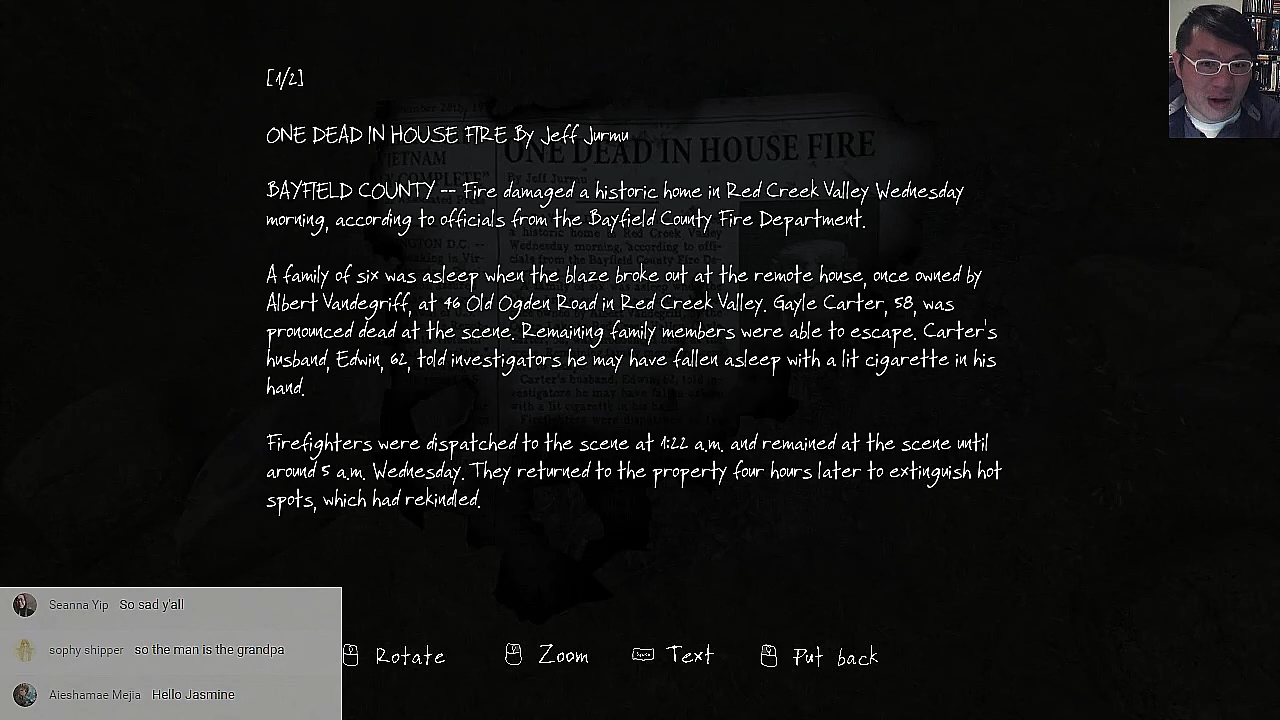 [1/2]
ONE DEAD IN HOUSE FIRE By Jeff Jurmu
BAYFIELD COUNTY -- Fire damaged a historic home in Red Creek Valley Wednesday
morning, according to officials from the Bayfield County Fire Department.
A family of six was asleep when the blaze broke out at the remote house, once owned by
Albert Vandegriff, at 46 Old Ogden Road in Red Creek Valley. Gayle Carter, 58, was
pronounced dead at the scene. Remaining family members were able to escape. Carter's
husband, Edwin, 62, told investigators he may have fallen asleep with a lit cigarette in his
hand.
Firefighters were dispatched to the scene at 1:22 a.m. and remained at the scene until
around 5 a.m. Wednesday. They returned to the property four hours later to extinguish hot
spots, which had rekindled.
ONE DEAD IN HOUSE FIRE
Seanna Yip So sad y'all
sophy shipper so the man is the grandpa
Aieshamae Mejia Hello Jasmine
Rotate Zoom Text Put back